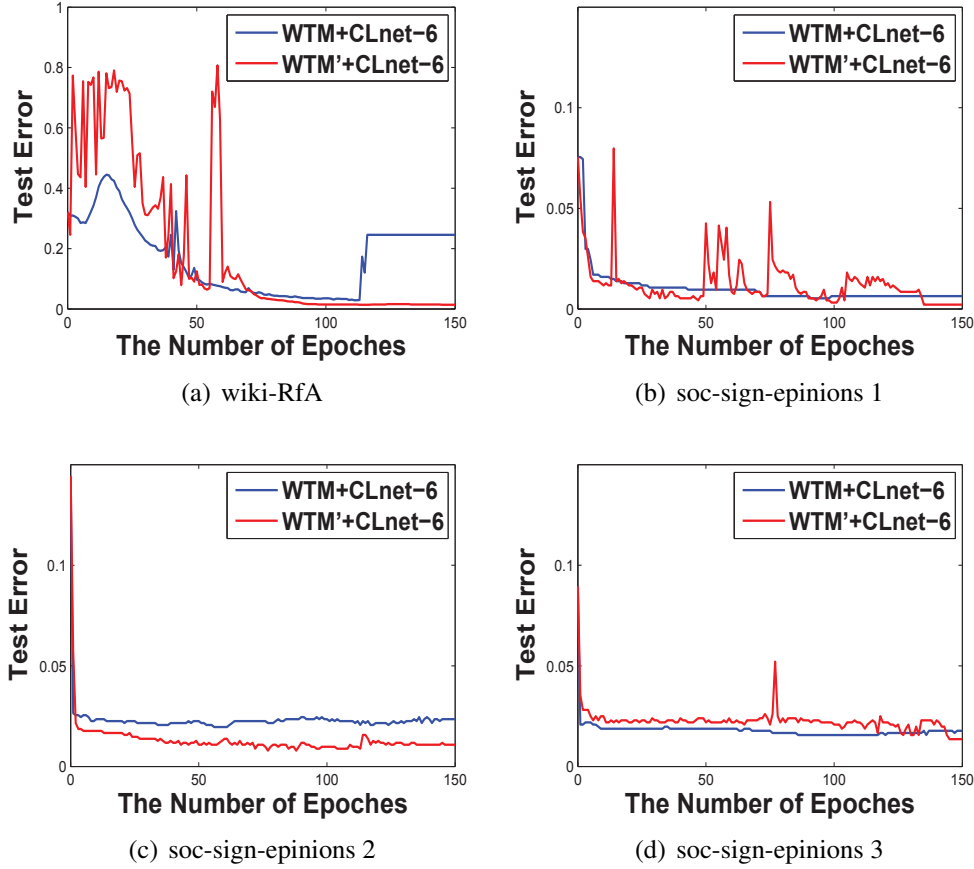 1
0.8
0.6
0.4
0.2
0
0
50
100
150
Test Error
The Number of Epoches
WTM+CLnet−6
WTM'+CLnet−6
(a) wiki-RfA
0.1
0.05
0
0
50
100
150
Test Error
The Number of Epoches
WTM+CLnet−6
WTM'+CLnet−6
(b) soc-sign-epinions 1
0.1
0.05
0
0
50
100
150
Test Error
The Number of Epoches
WTM+CLnet−6
WTM'+CLnet−6
(c) soc-sign-epinions 2
0.1
0.05
0
0
50
100
150
Test Error
The Number of Epoches
WTM+CLnet−6
WTM'+CLnet−6
(d) soc-sign-epinions 3